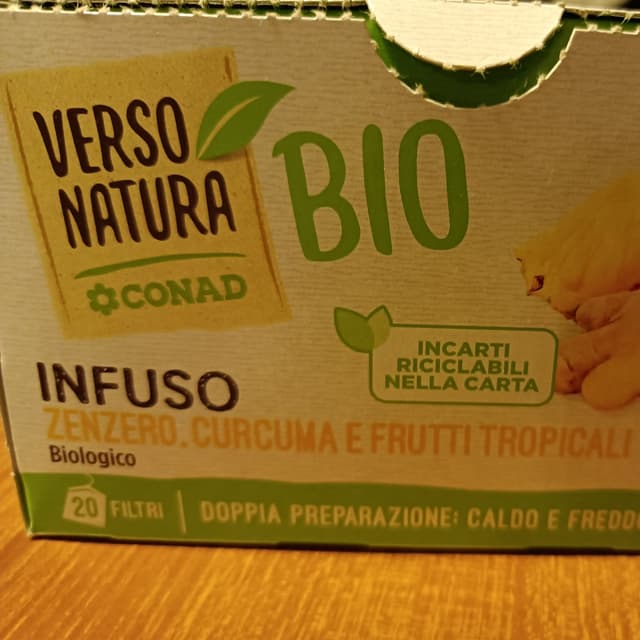 VERSO
NATURA
CONAD
BIO
INCARTI
RICICLABILI
NELLA CARTA
INFUSO
ZENZERO, CURCUMA E FRUTTI TROPICALI
Biologico
20 FILTRI | DOPPIA PREPARAZIONE: CALDO E FREDDO